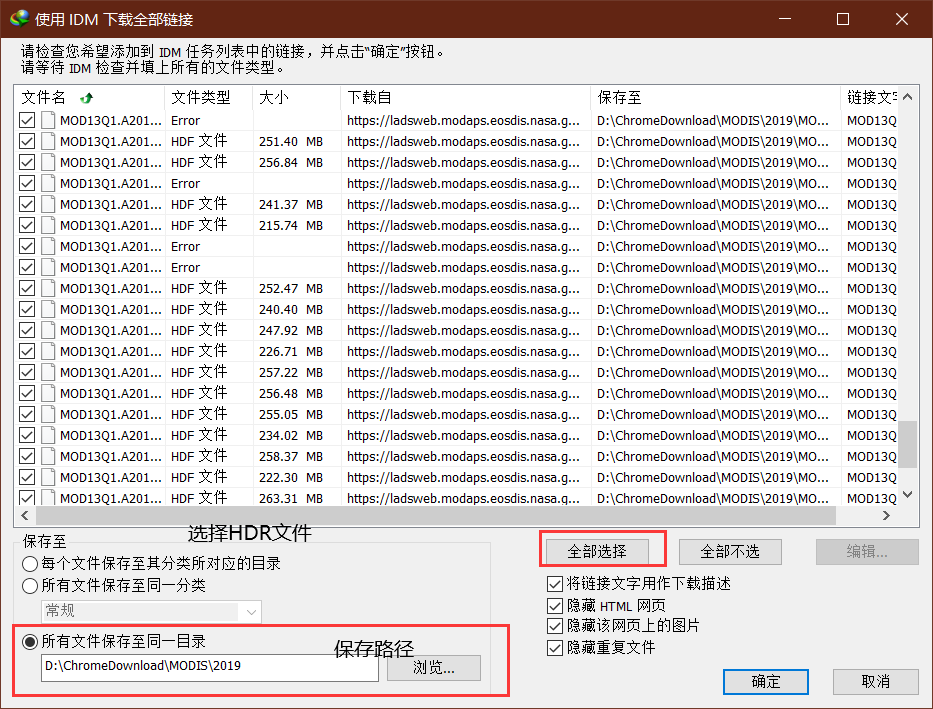 使用 IDM 下载全部链接
请检查您希望添加到 IDM 任务列表中的链接，并点击“确定”按钮。
请等待 IDM 检查并填上所有的文件类型。
文件名 文件类型 大小 下载自 保存至 链接文字
MOD13Q1.A201... Error https://ladsweb.modaps.eosdis.nasa.g... D:\ChromeDownload\MODIS\2019\MO... MOD13Q
MOD13Q1.A201... HDF 文件 251.40 MB https://ladsweb.modaps.eosdis.nasa.g... D:\ChromeDownload\MODIS\2019\MO... MOD13Q
MOD13Q1.A201... HDF 文件 256.84 MB https://ladsweb.modaps.eosdis.nasa.g... D:\ChromeDownload\MODIS\2019\MO... MOD13Q
MOD13Q1.A201... Error https://ladsweb.modaps.eosdis.nasa.g... D:\ChromeDownload\MODIS\2019\MO... MOD13Q
MOD13Q1.A201... HDF 文件 241.37 MB https://ladsweb.modaps.eosdis.nasa.g... D:\ChromeDownload\MODIS\2019\MO... MOD13Q
MOD13Q1.A201... HDF 文件 215.74 MB https://ladsweb.modaps.eosdis.nasa.g... D:\ChromeDownload\MODIS\2019\MO... MOD13Q
MOD13Q1.A201... Error https://ladsweb.modaps.eosdis.nasa.g... D:\ChromeDownload\MODIS\2019\MO... MOD13Q
MOD13Q1.A201... Error https://ladsweb.modaps.eosdis.nasa.g... D:\ChromeDownload\MODIS\2019\MO... MOD13Q
MOD13Q1.A201... HDF 文件 252.47 MB https://ladsweb.modaps.eosdis.nasa.g... D:\ChromeDownload\MODIS\2019\MO... MOD13Q
MOD13Q1.A201... HDF 文件 240.40 MB https://ladsweb.modaps.eosdis.nasa.g... D:\ChromeDownload\MODIS\2019\MO... MOD13Q
MOD13Q1.A201... HDF 文件 247.92 MB https://ladsweb.modaps.eosdis.nasa.g... D:\ChromeDownload\MODIS\2019\MO... MOD13Q
MOD13Q1.A201... HDF 文件 226.71 MB https://ladsweb.modaps.eosdis.nasa.g... D:\ChromeDownload\MODIS\2019\MO... MOD13Q
MOD13Q1.A201... HDF 文件 257.22 MB https://ladsweb.modaps.eosdis.nasa.g... D:\ChromeDownload\MODIS\2019\MO... MOD13Q
MOD13Q1.A201... HDF 文件 256.48 MB https://ladsweb.modaps.eosdis.nasa.g... D:\ChromeDownload\MODIS\2019\MO... MOD13Q
MOD13Q1.A201... HDF 文件 255.05 MB https://ladsweb.modaps.eosdis.nasa.g... D:\ChromeDownload\MODIS\2019\MO... MOD13Q
MOD13Q1.A201... HDF 文件 234.02 MB https://ladsweb.modaps.eosdis.nasa.g... D:\ChromeDownload\MODIS\2019\MO... MOD13Q
MOD13Q1.A201... HDF 文件 258.37 MB https://ladsweb.modaps.eosdis.nasa.g... D:\ChromeDownload\MODIS\2019\MO... MOD13Q
MOD13Q1.A201... HDF 文件 222.30 MB https://ladsweb.modaps.eosdis.nasa.g... D:\ChromeDownload\MODIS\2019\MO... MOD13Q
MOD13Q1.A201... HDF 文件 263.31 MB https://ladsweb.modaps.eosdis.nasa.g... D:\ChromeDownload\MODIS\2019\MO... MOD13Q
选择HDR文件
保存至
每个文件保存至其分类所对应的目录
所有文件保存至同一分类
常规
所有文件保存至同一目录
保存路径
D:\ChromeDownload\MODIS\2019
浏览...
全部选择 全部不选 编辑...
将链接文字用作下载描述
隐藏 HTML 网页
隐藏该网页上的图片
隐藏重复文件
确定 取消